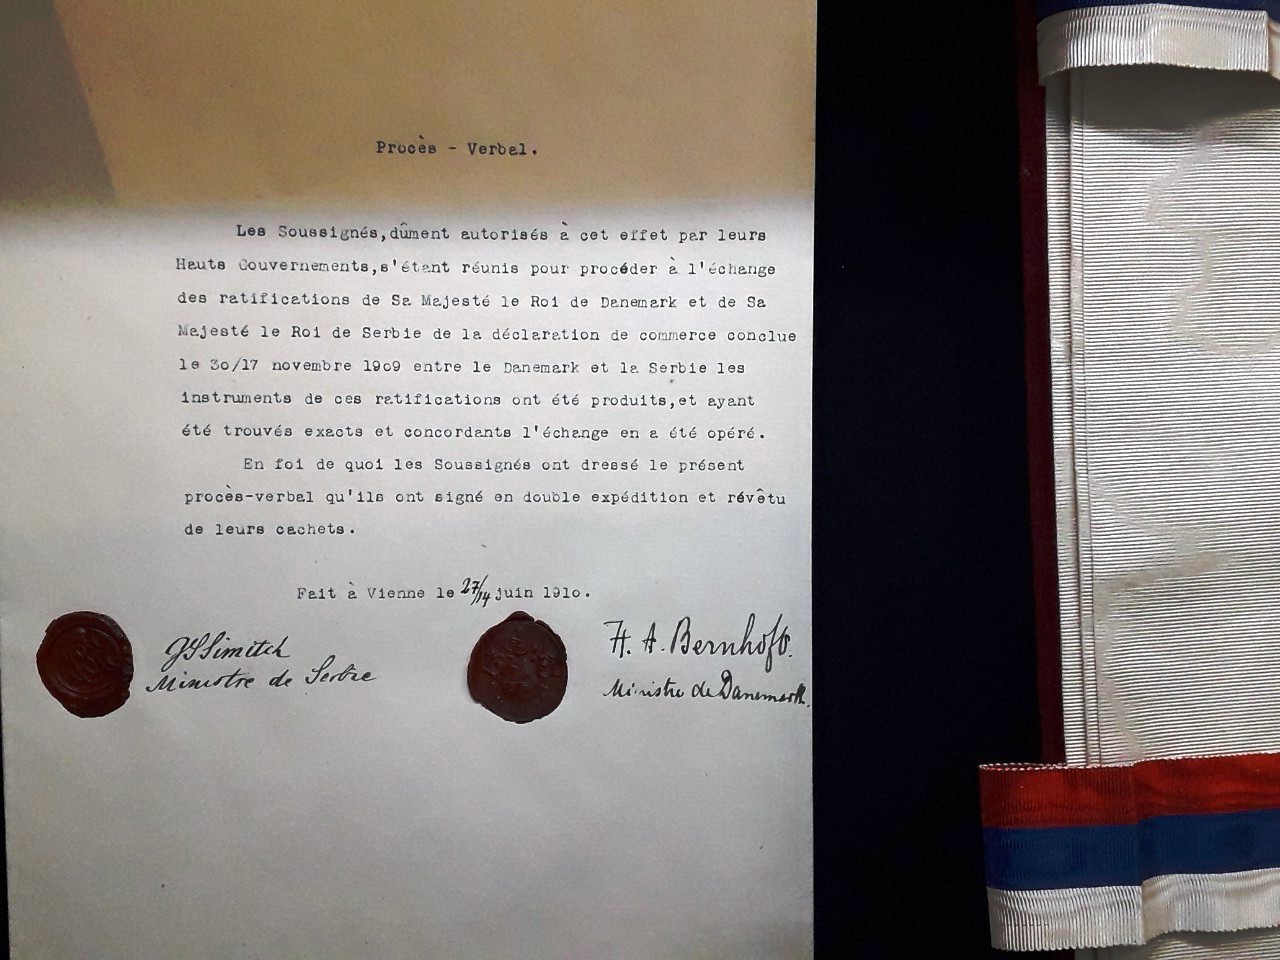 Procès - Verbal.
Les Soussignés,dûment autorisés à cet effet par leurs
Hauts Gouvernements,s'étant réunis pour procéder à l'échange
des ratifications de Sa Majesté le Roi de Danemark et de Sa
Majesté le Roi de Serbie de la déclaration de commerce conclue
le 30/17 novembre 1909 entre le Danemark et la Serbie les
instruments de ces ratifications ont été produits,et ayant
été trouvés exacts et concordants l'échange en a été opéré.
En foi de quoi les Soussignés ont dressé le présent
procès-verbal qu'ils ont signé en double expédition et révêtu
de leurs cachets.
Fait à Vienne le 27/14 juin 1910.
GSSimitch
Ministre de Serbie
H. A. Bernhoft.
Ministre de Danemark.